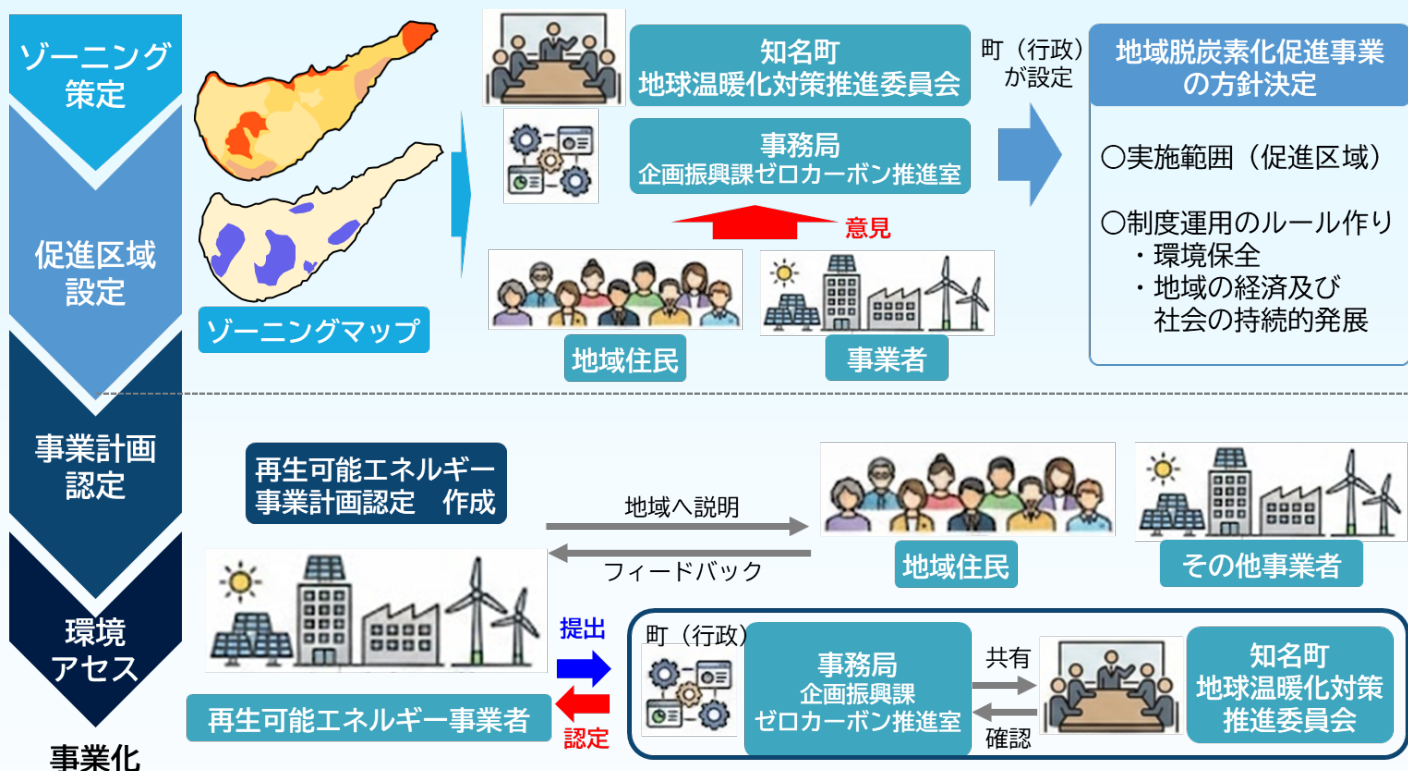 ゾーニング
策定
促進区域
設定
事業計画
認定
環境
アセス
事業化
ゾーニングマップ
知名町
地球温暖化対策推進委員会
事務局
企画振興課ゼロカーボン推進室
意見
地域住民
事業者
町（行政）
が設定
地域脱炭素化促進事業
の方針決定
〇実施範囲（促進区域）
〇制度運用のルール作り
・環境保全
・地域の経済及び
社会の持続的発展
再生可能エネルギー
事業計画認定　作成
地域へ説明
フィードバック
地域住民
その他事業者
再生可能エネルギー事業者
提出
認定
町（行政）
事務局
企画振興課
ゼロカーボン推進室
共有
確認
知名町
地球温暖化対策
推進委員会